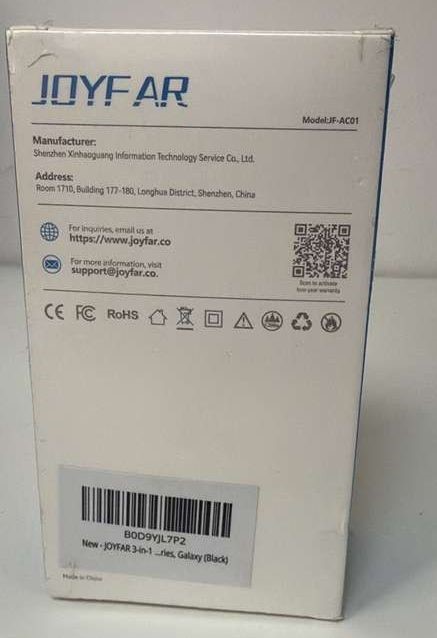 JOYFAR
Model:JF-AC01
Manufacturer:
Shenzhen Xinhaoguang Information Technology Service Co., Ltd.
Address:
Room 1710, Building 177-180, Longhua District, Shenzhen, China
For inquiries, email us at
https://www.joyfar.co
For more information, visit
support@joyfar.co.
Scan to activate
your warranty
CE FC RoHS
B0D9YJL7P2
New - JOYFAR 3-in-1 ...ries, Galaxy (Black)
Made in China